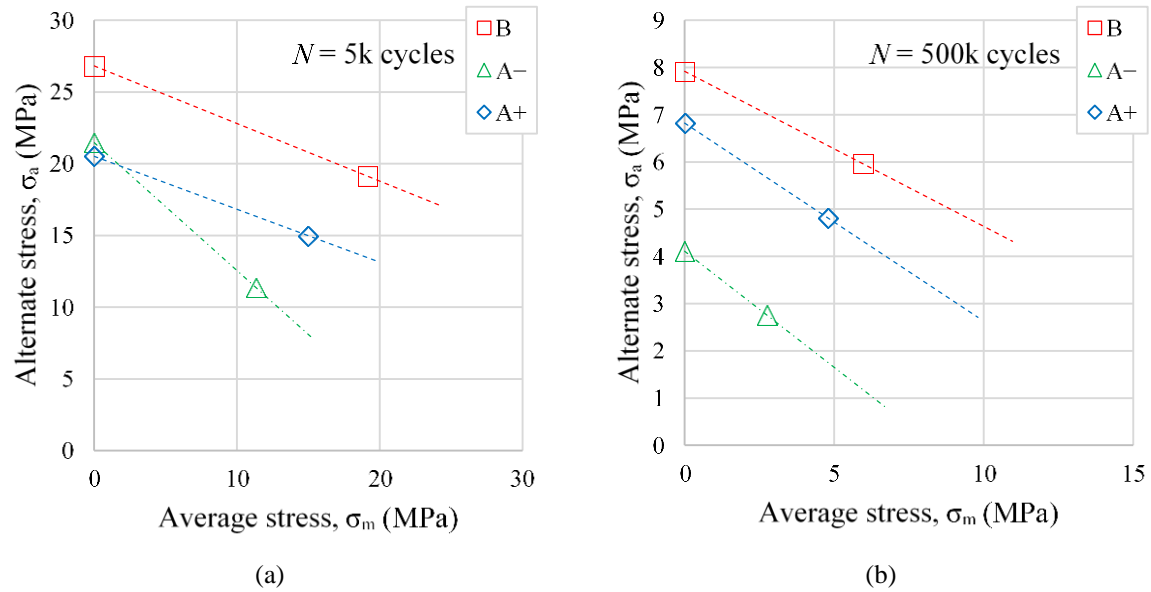 Alternate stress, σa (MPa)
30
25
20
15
10
5
0
N = 5k cycles
B
A−
A+
0 10 20 30
Average stress, σm (MPa)
(a)
Alternate stress, σa (MPa)
9
8
7
6
5
4
3
2
1
0
N = 500k cycles
B
A−
A+
0 5 10 15
Average stress, σm (MPa)
(b)